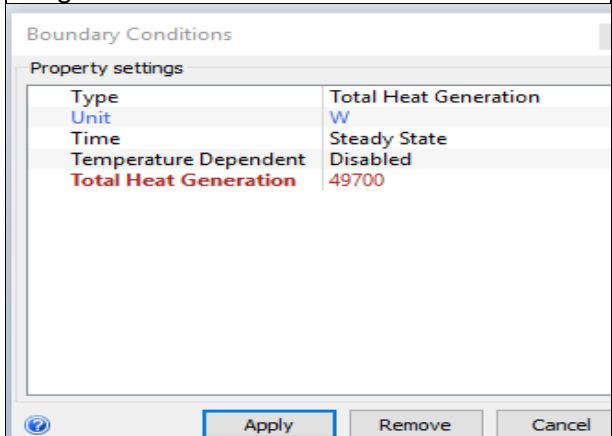 Boundary Conditions
Property settings
Type Total Heat Generation
Unit W
Time Steady State
Temperature Dependent Disabled
Total Heat Generation 49700
Apply Remove Cancel